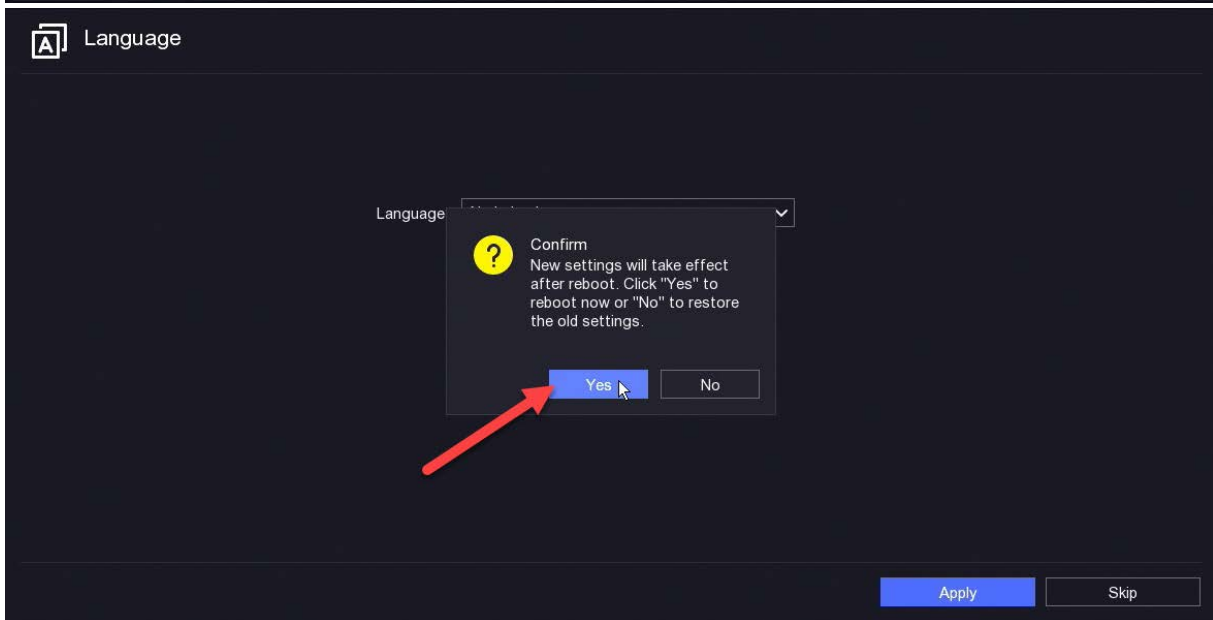 Language
Language
Confirm
New settings will take effect
after reboot. Click "Yes" to
reboot now or "No" to restore
the old settings.
Yes No
Apply Skip